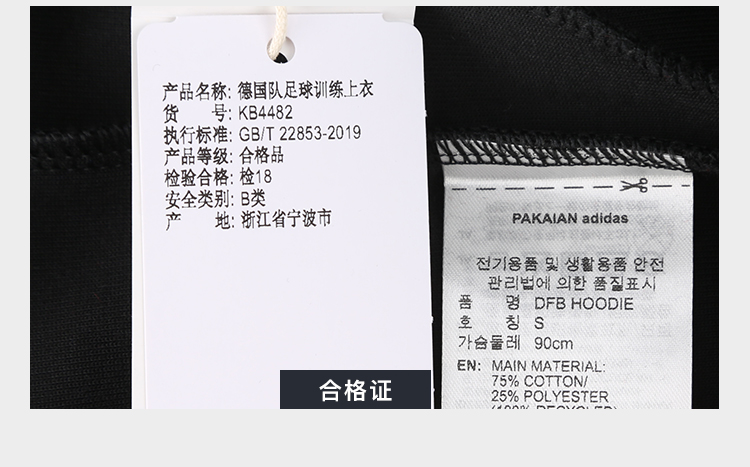 产品名称: 德国队足球训练上衣
货 号: KB4482
执行标准: GB/T 22853-2019
产品等级: 合格品
检验合格: 检18
安全类别: B类
产 地: 浙江省宁波市
合格证
PAKAIAN adidas
전기용품 및 생활용품 안전
관리법에 의한 품질표시
품 명 DFB HOODIE
호 칭 S
가슴둘레 90cm
EN: MAIN MATERIAL:
75% COTTON/
25% POLYESTER
(100% RECYCLED)